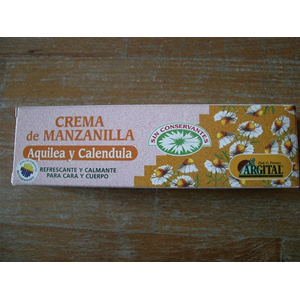 CREMA
de MANZANILLA
Aquilea y Calendula
REFRESCANTE Y CALMANTE
PARA CARA Y CUERPO
SIN CONSERVANTES
ARGITAL